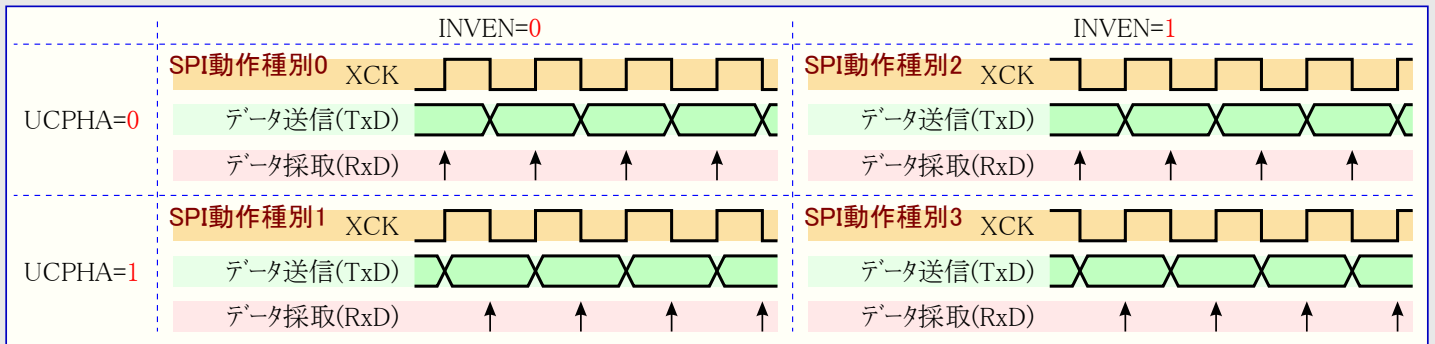 INVEN=0 INVEN=1
UCPHA=0
SPI動作種別0 XCK
データ送信(TxD)
データ採取(RxD)
SPI動作種別2 XCK
データ送信(TxD)
データ採取(RxD)
UCPHA=1
SPI動作種別1 XCK
データ送信(TxD)
データ採取(RxD)
SPI動作種別3 XCK
データ送信(TxD)
データ採取(RxD)